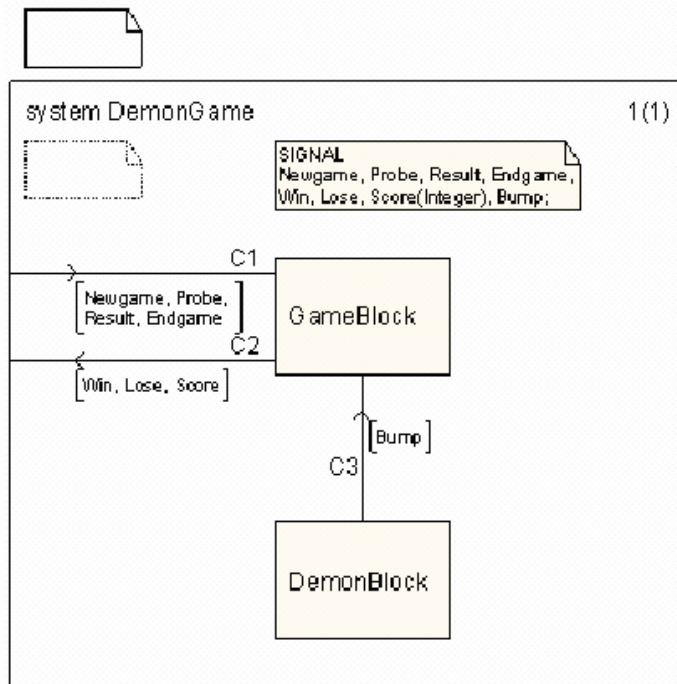 system DemonGame 1(1)
SIGNAL
Newgame, Probe, Result, Endgame,
Win, Lose, Score(Integer), Bump;
C1
[Newgame, Probe,
Result, Endgame]
GameBlock
C2
[Win, Lose, Score]
[Bump]
C3
DemonBlock